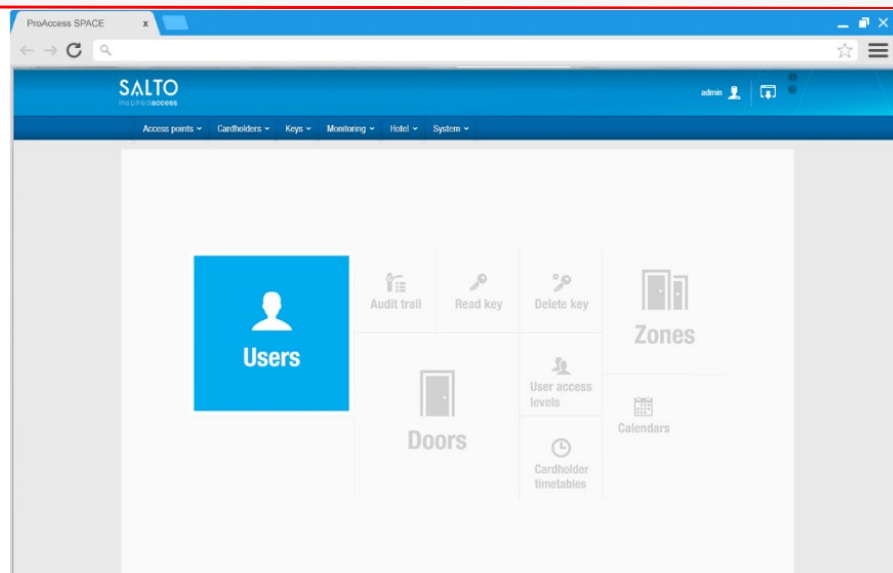 ProAccess SPACE x
SALTO
inspiredaccess
admin
Access points Cardholders Keys Monitoring Hotel System
Users
Audit trail
Read key
Delete key
Zones
Doors
User access
levels
Calendars
Cardholder
timetables